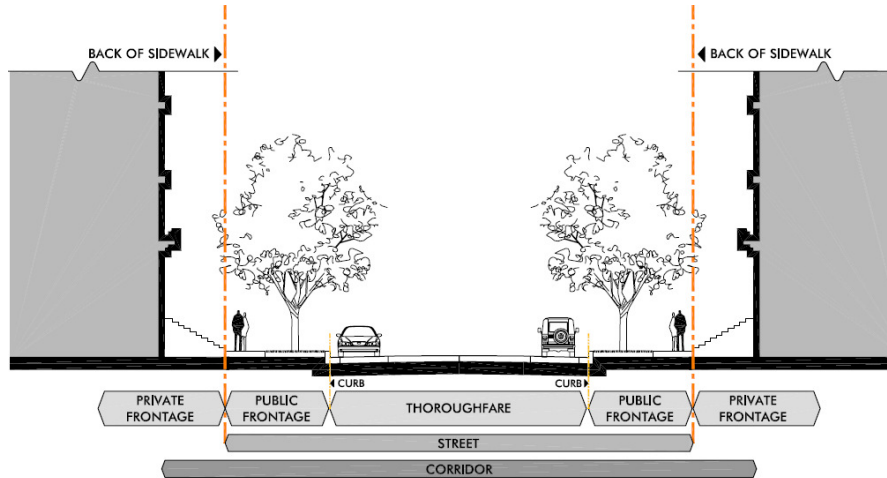 BACK OF SIDEWALK
BACK OF SIDEWALK
CURB
CURB
PRIVATE
FRONTAGE
PUBLIC
FRONTAGE
THOROUGHFARE
PUBLIC
FRONTAGE
PRIVATE
FRONTAGE
STREET
CORRIDOR